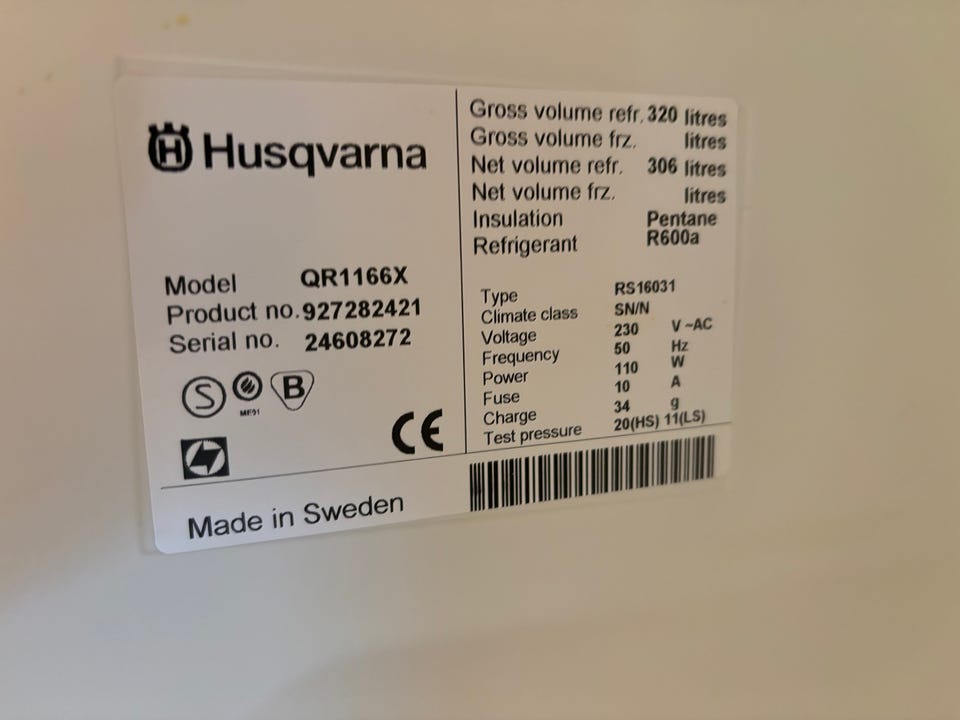 Husqvarna
Model QR1166X
Product no. 927282421
Serial no. 24608272
S
B
CE
Made in Sweden
Gross volume refr. 320 litres
Gross volume frz. litres
Net volume refr. 306 litres
Net volume frz. litres
Insulation Pentane
Refrigerant R600a
Type RS16031
Climate class SN/N
Voltage 230 V ~AC
Frequency 50 Hz
Power 110 W
Fuse 10 A
Charge 34 g
Test pressure 20(HS) 11(LS)